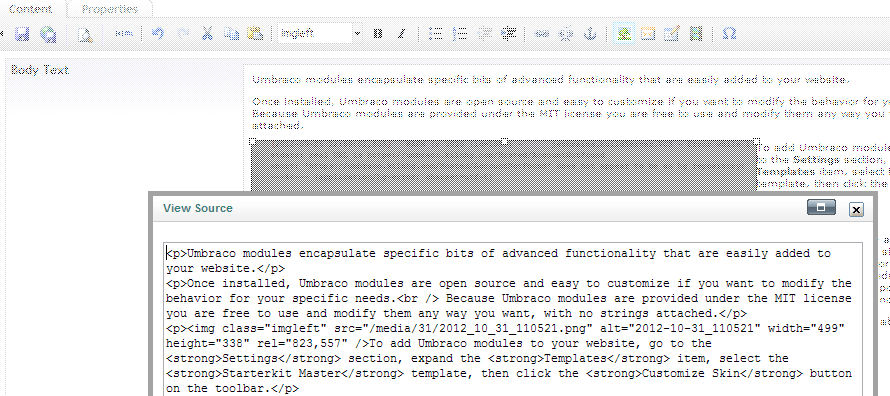 Content Properties
HTML Imgleft B I Ω
Body Text
Umbraco modules encapsulate specific bits of advanced functionality that are easily added to your website.
Once installed, Umbraco modules are open source and easy to customize if you want to modify the behavior for
Because Umbraco modules are provided under the MIT license you are free to use and modify them any way you
attached.
To add Umbraco
to the Settings section,
Templates item, select
template, then click the
View Source
<p>Umbraco modules encapsulate specific bits of advanced functionality that are easily added to
your website.</p>
<p>Once installed, Umbraco modules are open source and easy to customize if you want to modify the
behavior for your specific needs.<br /> Because Umbraco modules are provided under the MIT license
you are free to use and modify them any way you want, with no strings attached.</p>
<p><img class="imgleft" src="/media/31/2012_10_31_110521.png" alt="2012-10-31_110521" width="499"
height="338" rel="823,557" />To add Umbraco modules to your website, go to the
<strong>Settings</strong> section, expand the <strong>Templates</strong> item, select the
<strong>Starterkit Master</strong> template, then click the <strong>Customize Skin</strong> button
on the toolbar.</p>